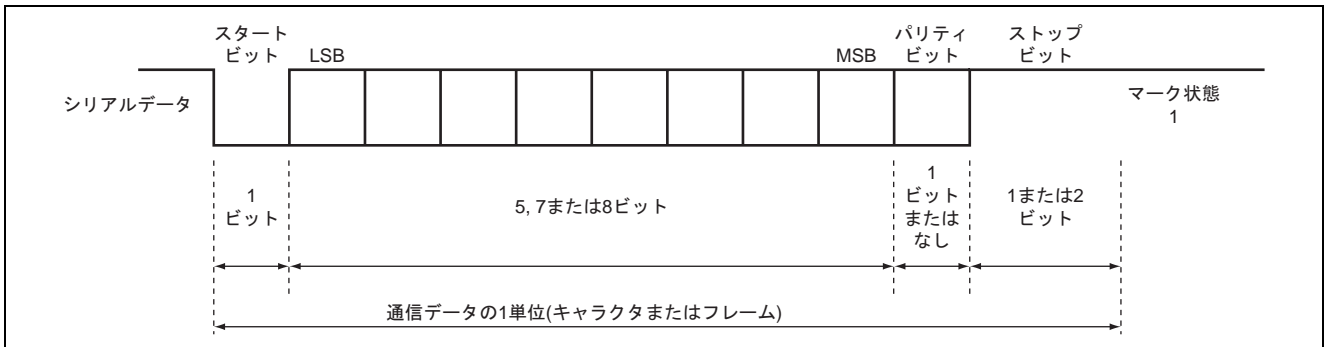 スタート
ビット
LSB
MSB
パリティ
ビット
ストップ
ビット
シリアルデータ
マーク状態
1
1
ビット
5, 7または8ビット
1
ビット
または
なし
1または2
ビット
通信データの1単位(キャラクタまたはフレーム)